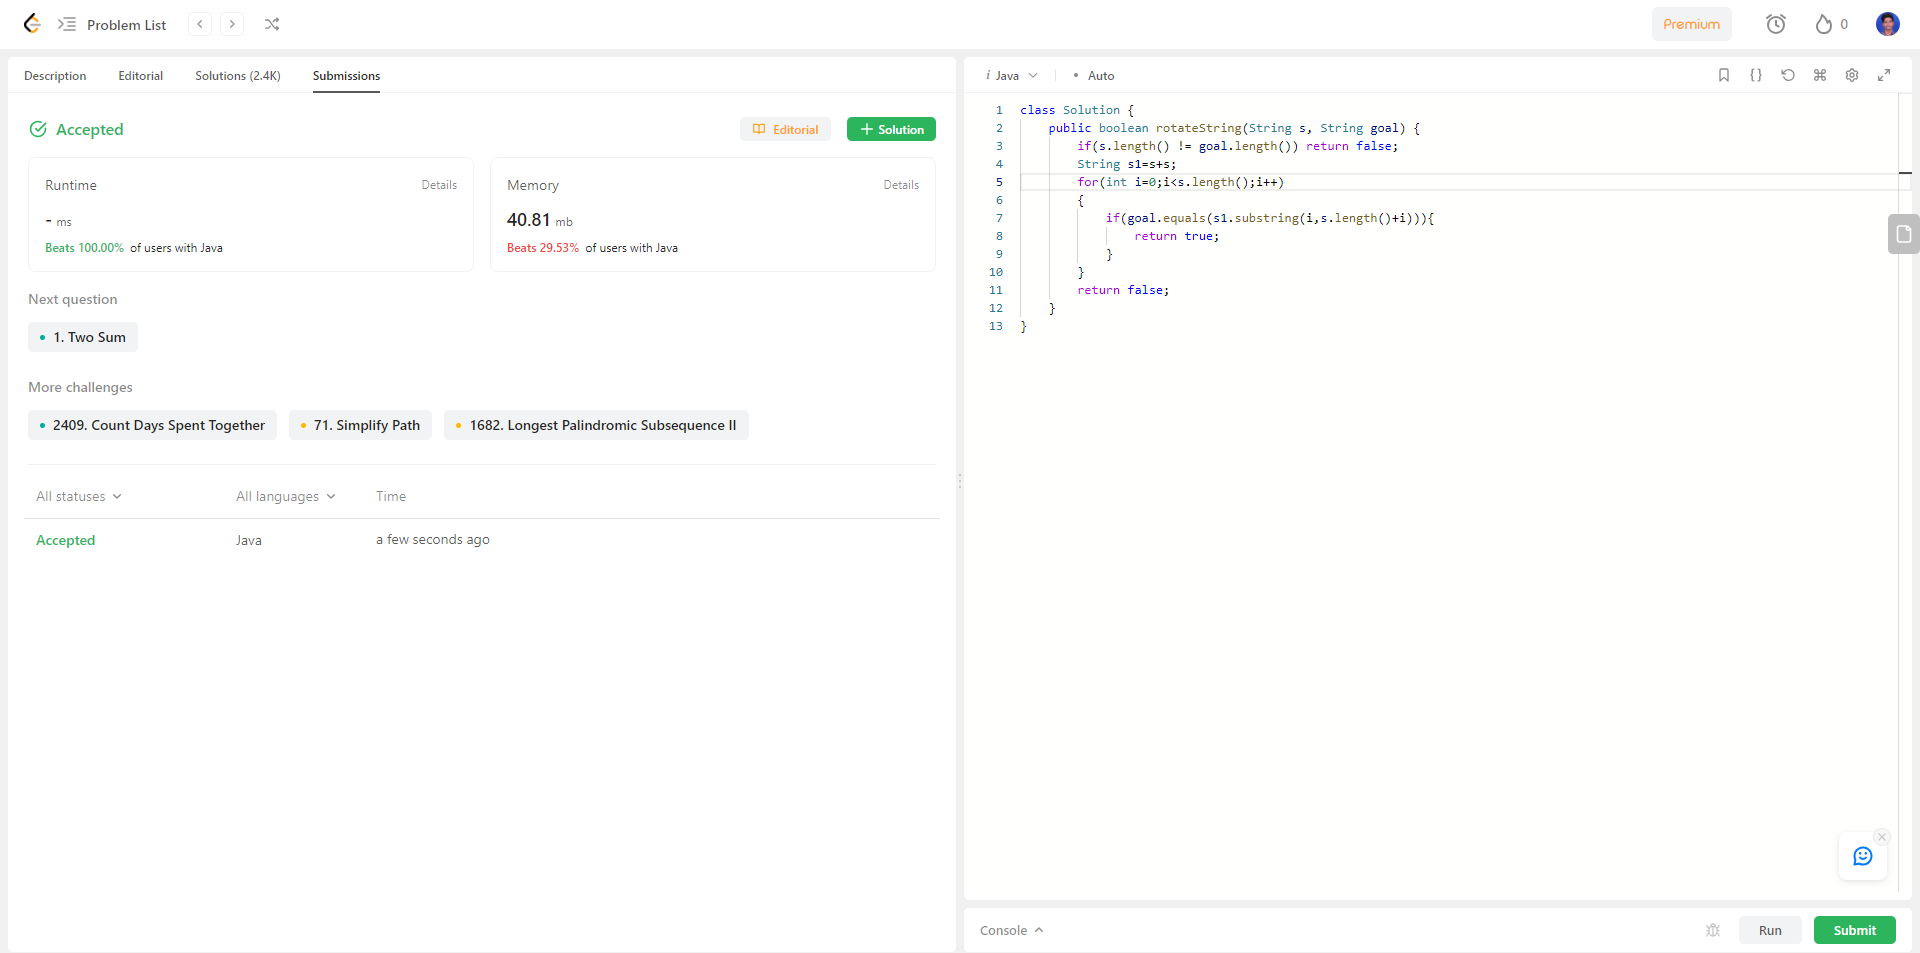 Problem List
Premium
0
Description Editorial Solutions (2.4K) Submissions
Accepted
Editorial
Solution
Runtime Details
- ms
Beats 100.00% of users with Java
Memory Details
40.81 mb
Beats 29.53% of users with Java
Next question
1. Two Sum
More challenges
2409. Count Days Spent Together
71. Simplify Path
1682. Longest Palindromic Subsequence II
All statuses All languages Time
Accepted Java a few seconds ago
i Java • Auto
1 class Solution {
2     public boolean rotateString(String s, String goal) {
3         if(s.length() != goal.length()) return false;
4         String s1=s+s;
5         for(int i=0;i<s.length();i++)
6         {
7             if(goal.equals(s1.substring(i,s.length()+i))){
8                 return true;
9             }
10         }
11         return false;
12     }
13 }
Console
Run
Submit